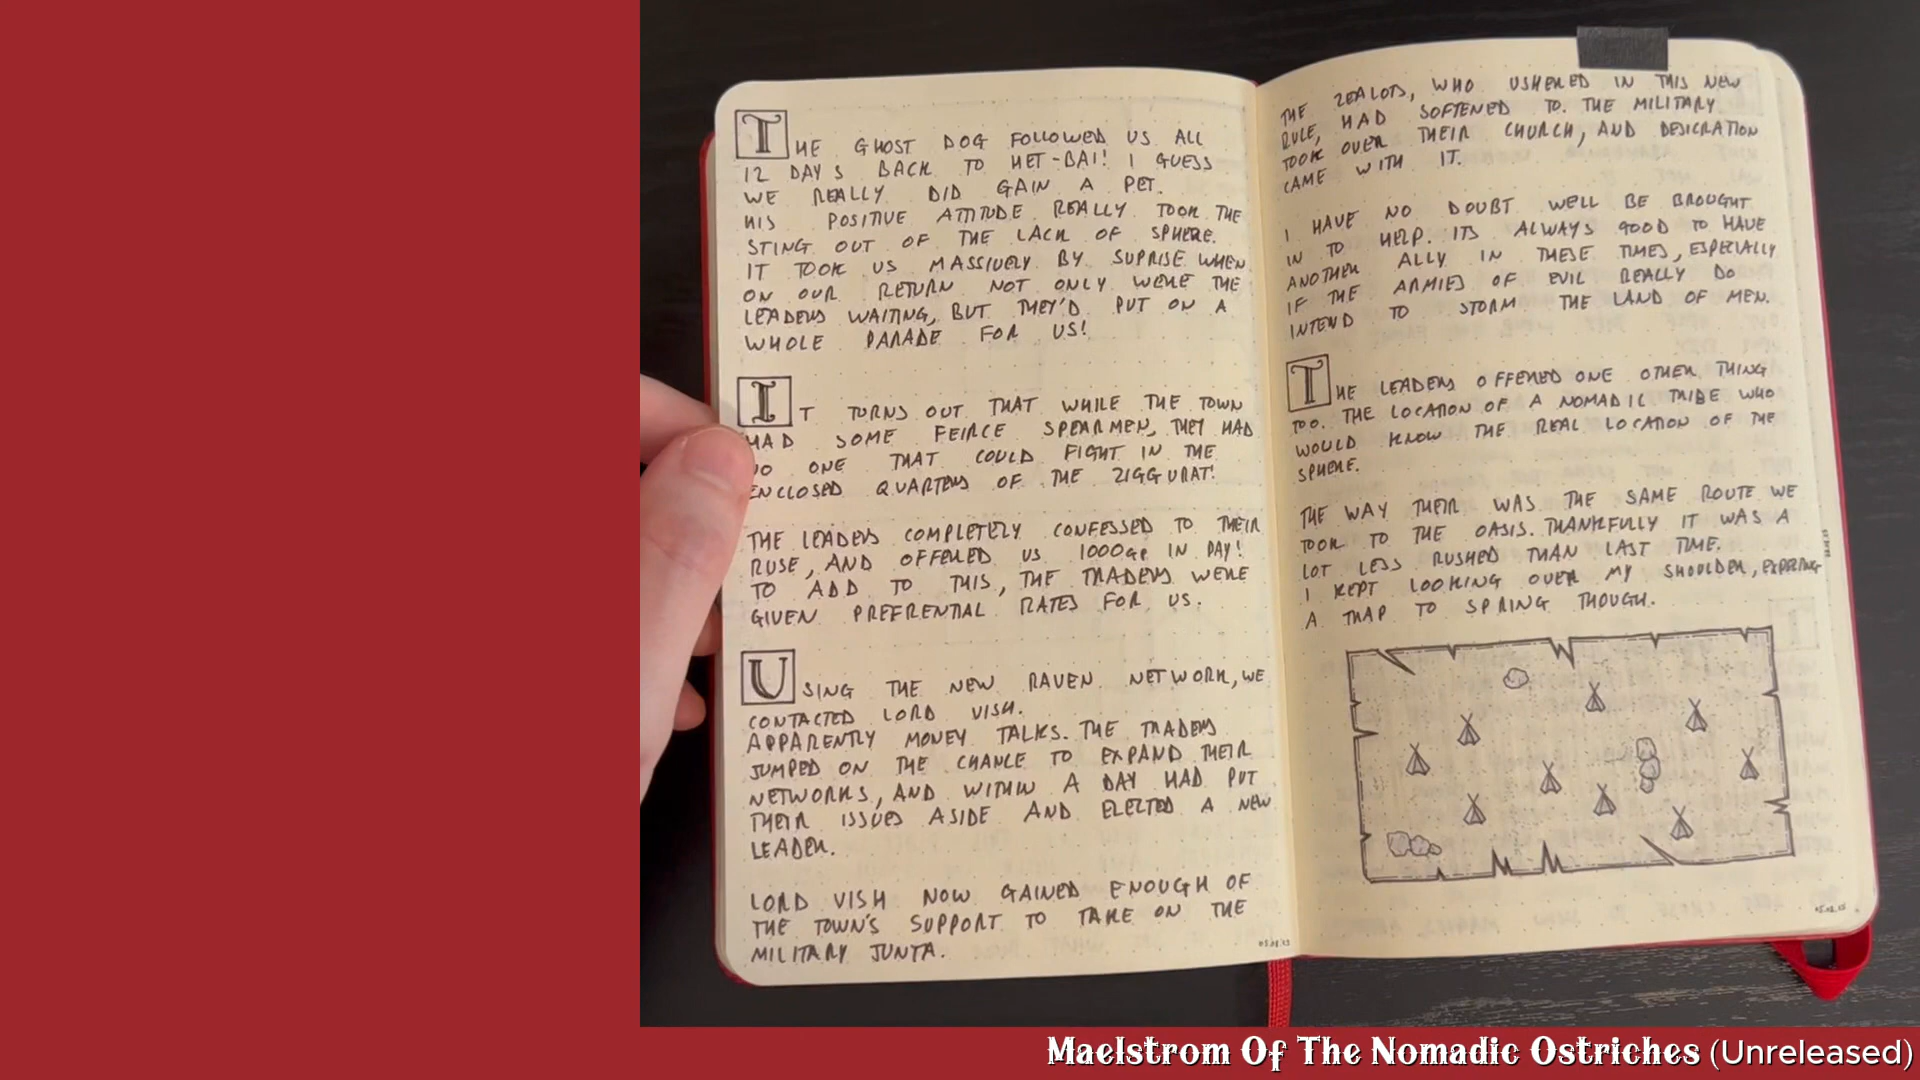 THE GHOST DOG FOLLOWED US ALL
12 DAYS BACK TO HET-BAI! I GUESS
WE REALLY DID GAIN A PET.
HIS POSITIVE ATTITUDE REALLY TOOK THE
STING OUT OF THE LACK OF SPHERE.
IT TOOK US MASSIVELY BY SUPRISE WHEN
ON OUR RETURN NOT ONLY WERE THE
LEADERS WAITING, BUT THEY'D PUT ON A
WHOLE PARADE FOR US!
IT TURNS OUT THAT WHILE THE TOWN
HAD SOME FEIRCE SPEARMEN, THEY HAD
NO ONE THAT COULD FIGHT IN THE
ENCLOSED QUARTERS OF THE ZIGGURAT!
THE LEADERS COMPLETELY CONFESSED TO THEIR
RUSE, AND OFFERED US 1000GP IN PAY!
TO ADD TO THIS, THE TRADERS WERE
GIVEN PREFRENTIAL RATES FOR US.
USING THE NEW RAVEN NETWORK, WE
CONTACTED LORD VISH.
APPARENTLY MONEY TALKS. THE TRADERS
JUMPED ON THE CHANCE TO EXPAND THEIR
NETWORKS, AND WITHIN A DAY HAD PUT
THEIR ISSUES ASIDE AND ELECTED A NEW
LEADER.
LORD VISH NOW GAINED ENOUGH OF
THE TOWN'S SUPPORT TO TAKE ON THE
MILITARY JUNTA.
THE ZEALOTS, WHO USHERED IN THIS NEW
RULE, HAD SOFTENED TO. THE MILITARY
TOOK OVER THEIR CHURCH, AND DESICRATION
CAME WITH IT.
I HAVE NO DOUBT WELL BE BROUGHT
IN TO HELP. ITS ALWAYS GOOD TO HAVE
ANOTHER ALLY IN THESE TIMES, ESPECIALLY
IF THE ARMIES OF EVIL REALLY DO
INTEND TO STORM THE LAND OF MEN.
THE LEADERS OFFERED ONE OTHER THING
TOO. THE LOCATION OF A NOMADIC TRIBE WHO
WOULD KNOW THE REAL LOCATION OF THE
SPHERE.
THE WAY THEIR WAS THE SAME ROUTE WE
TOOK TO THE OASIS. THANKFULLY IT WAS A
LOT LESS RUSHED THAN LAST TIME.
I KEPT LOOKING OVER MY SHOULDER,
A TRAP TO SPRING THOUGH.
Maelstrom Of The Nomadic Ostriches (Unreleased)